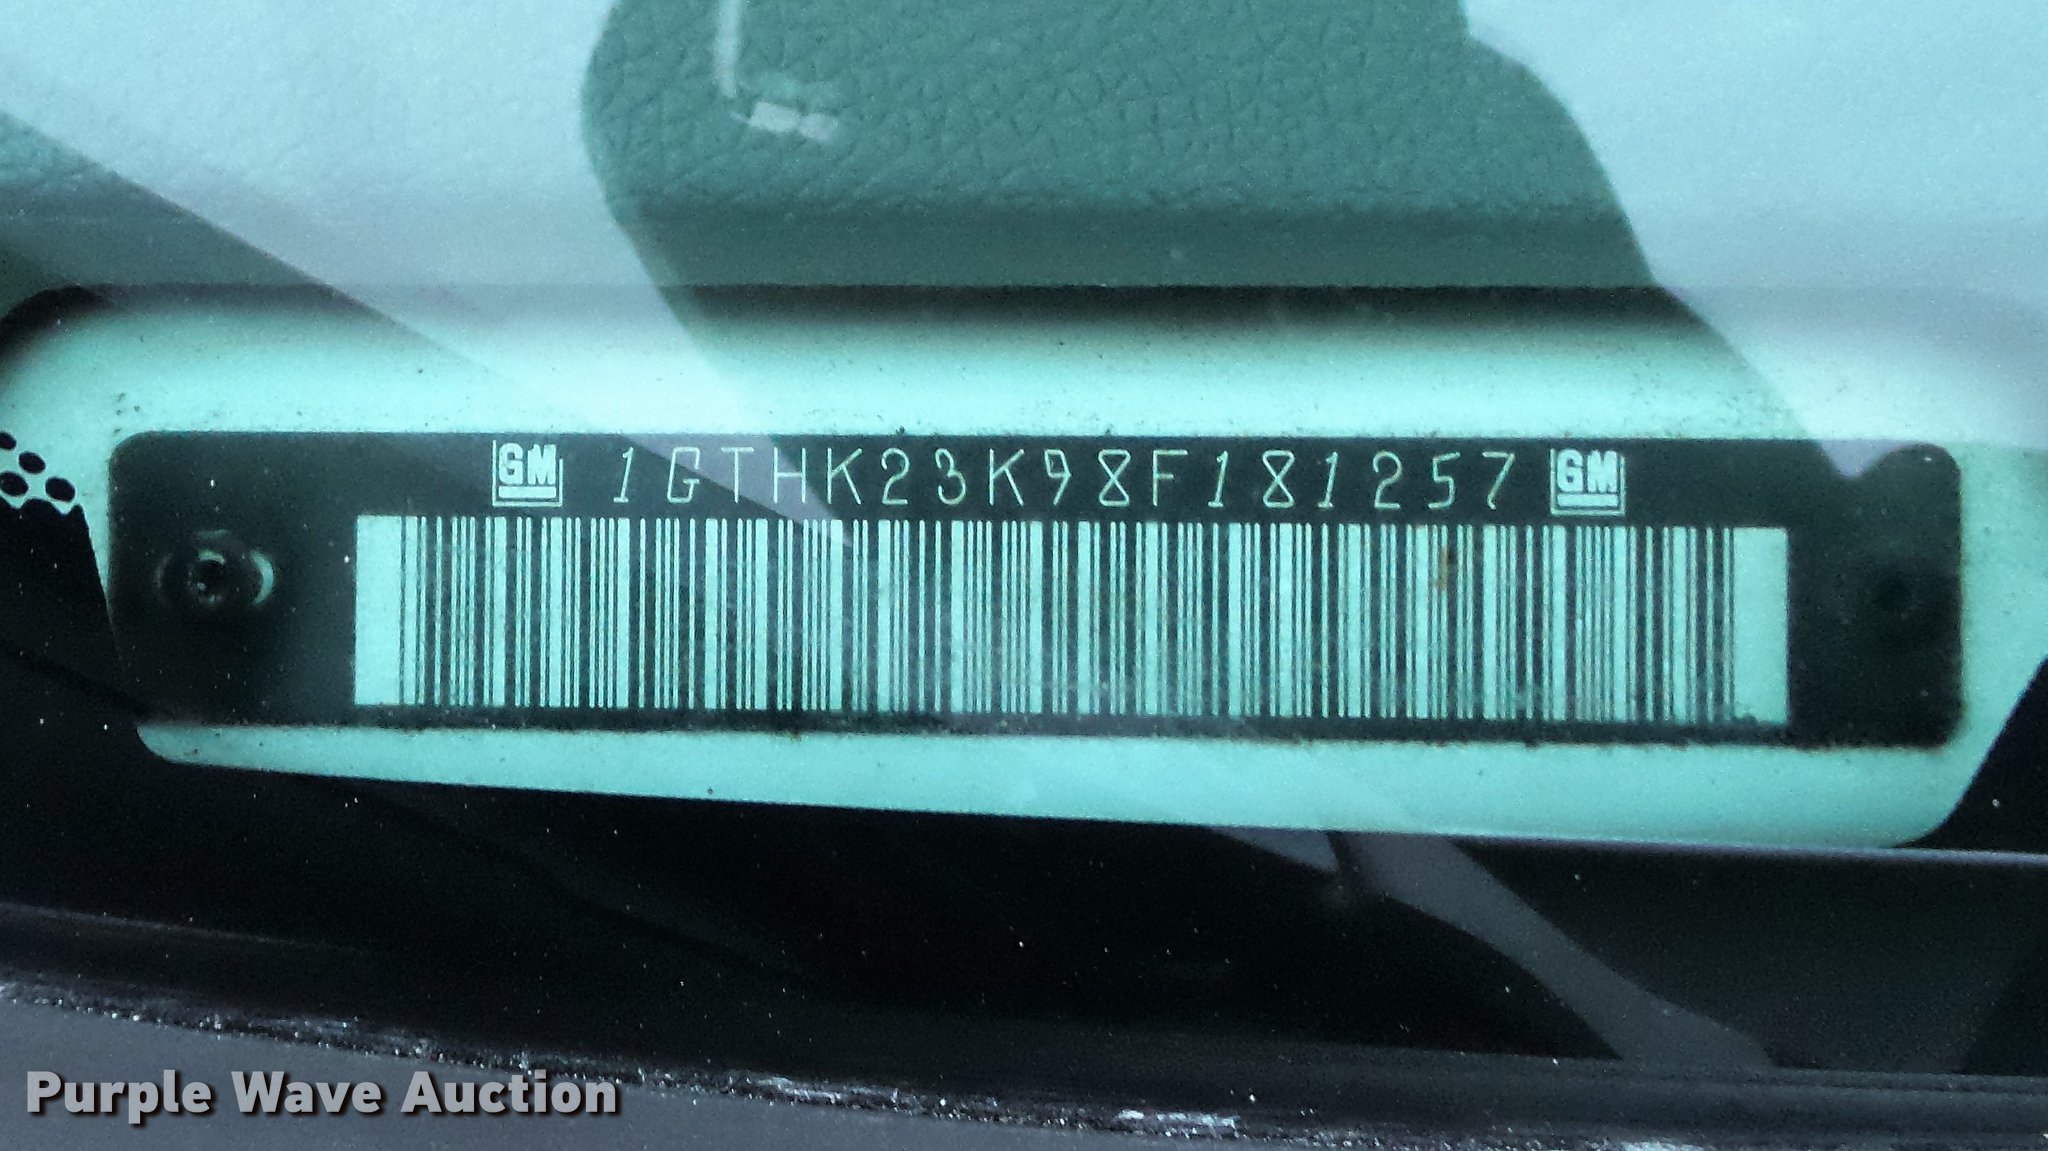 GM 1GTHK23K98F181257 GM
Purple Wave Auction